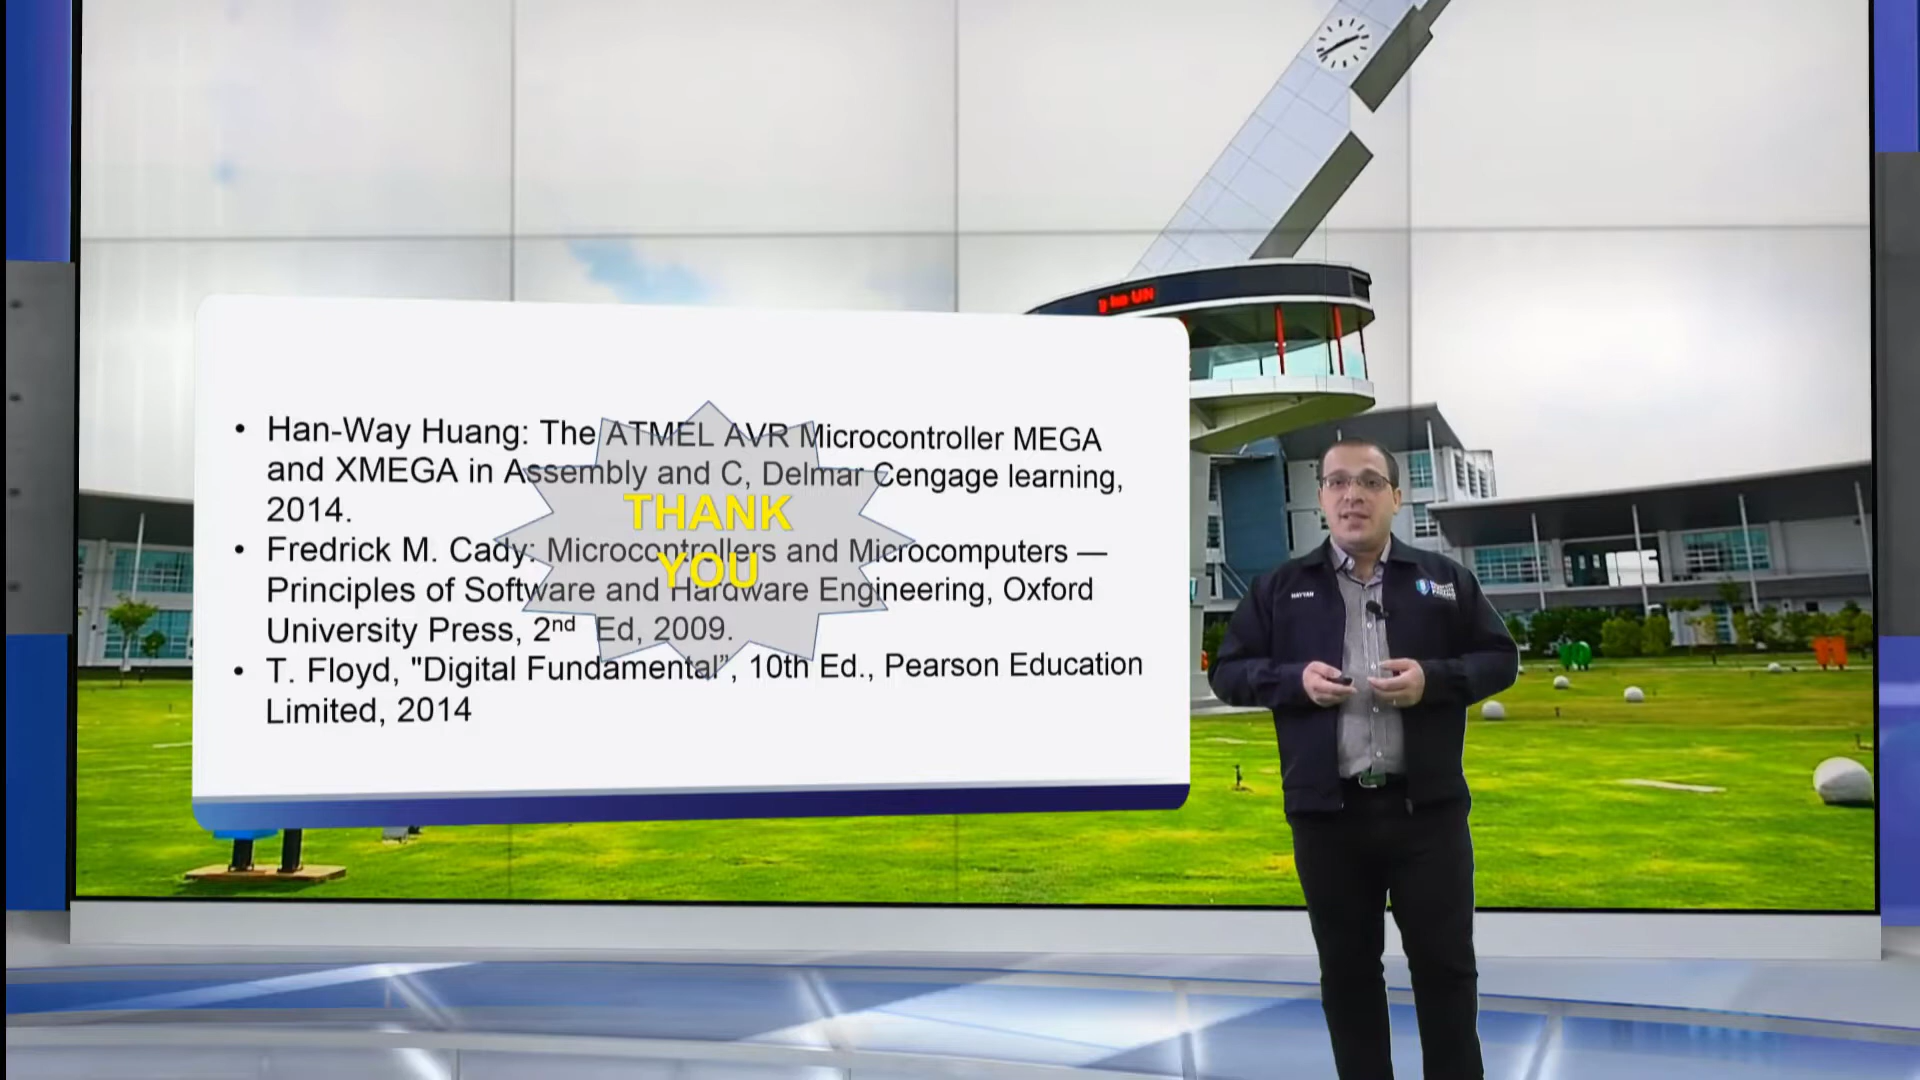 g ke UN
• Han-Way Huang: The ATMEL AVR Microcontroller MEGA
and XMEGA in Assembly and C, Delmar Cengage learning,
2014.
• Fredrick M. Cady: Microcontrollers and Microcomputers —
Principles of Software and Hardware Engineering, Oxford
University Press, 2nd Ed, 2009.
• T. Floyd, "Digital Fundamental”, 10th Ed., Pearson Education
Limited, 2014
THANK
YOU